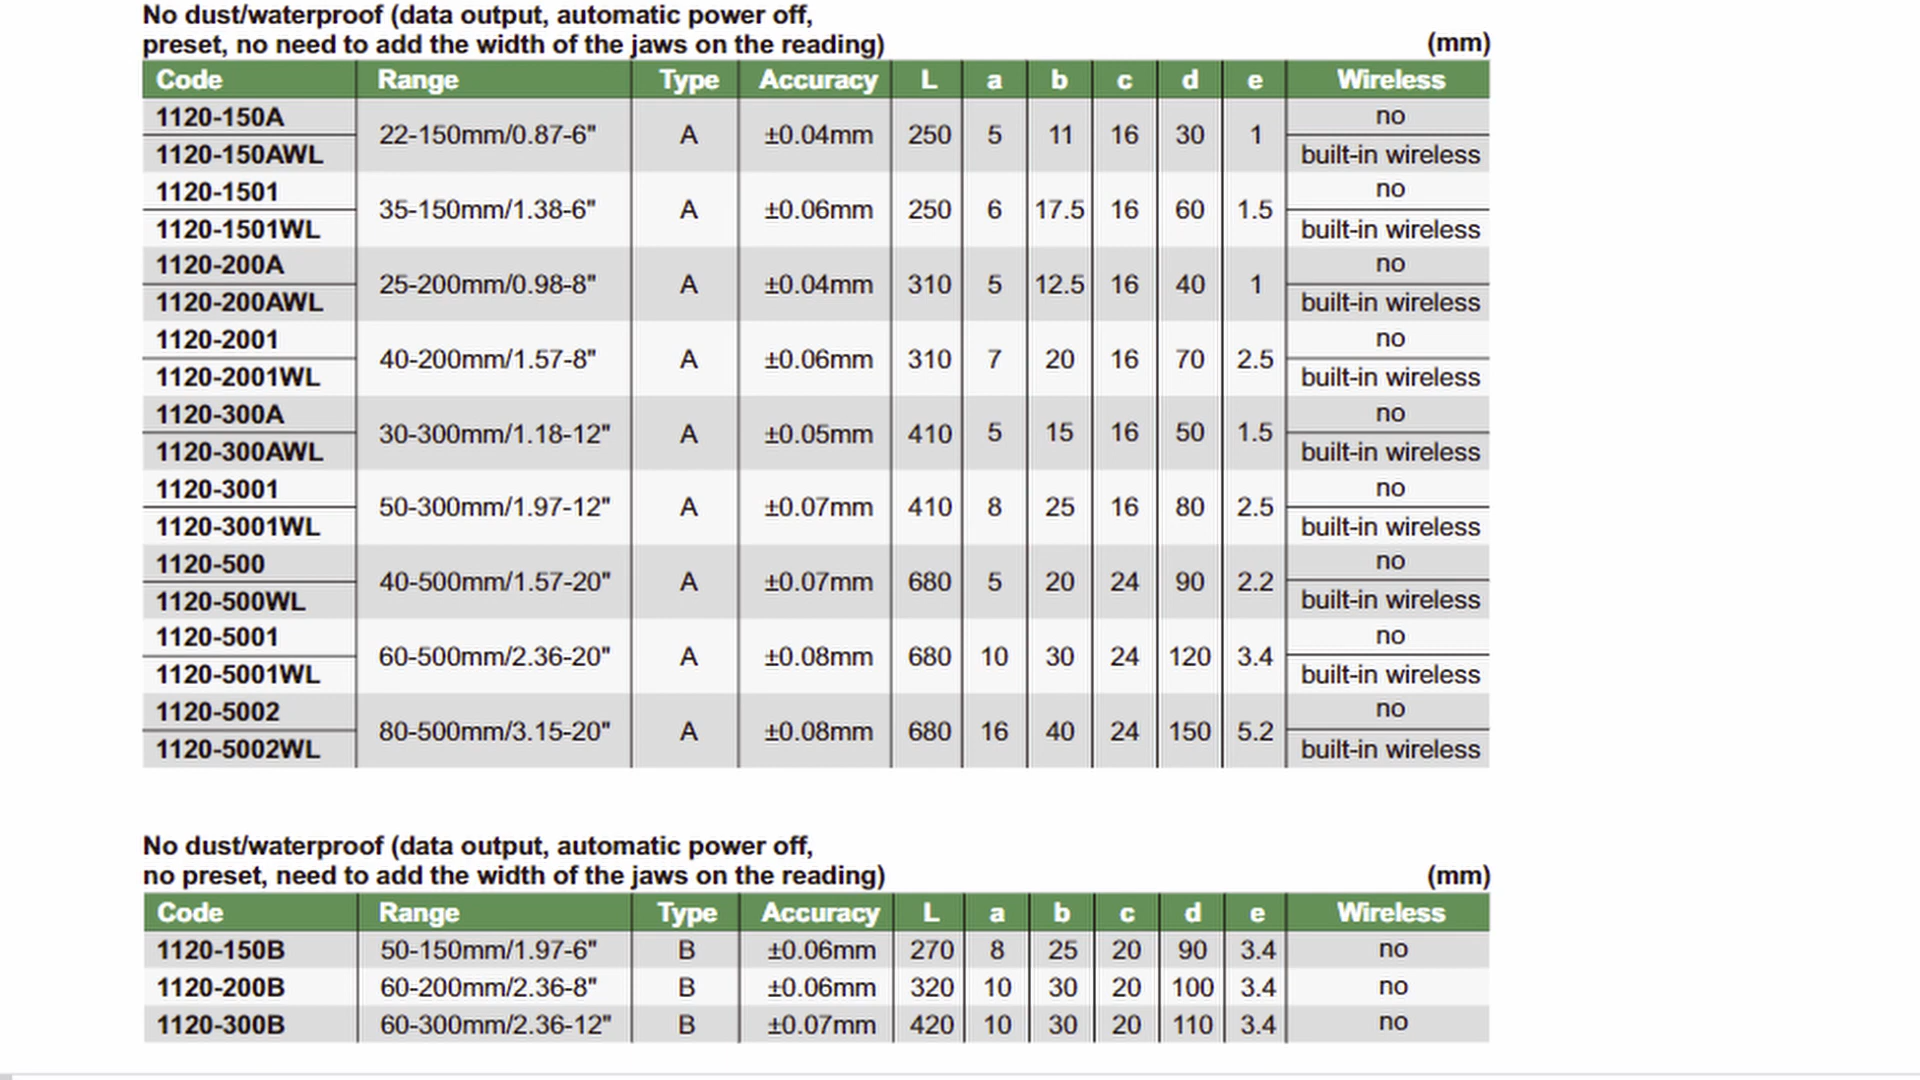 No dust/waterproof (data output, automatic power off,
preset, no need to add the width of the jaws on the reading) (mm)
Code Range Type Accuracy L a b c d e Wireless
1120-150A 22-150mm/0.87-6" A ±0.04mm 250 5 11 16 30 1 no
1120-150AWL built-in wireless
1120-1501 35-150mm/1.38-6" A ±0.06mm 250 6 17.5 16 60 1.5 no
1120-1501WL built-in wireless
1120-200A 25-200mm/0.98-8" A ±0.04mm 310 5 12.5 16 40 1 no
1120-200AWL built-in wireless
1120-2001 40-200mm/1.57-8" A ±0.06mm 310 7 20 16 70 2.5 no
1120-2001WL built-in wireless
1120-300A 30-300mm/1.18-12" A ±0.05mm 410 5 15 16 50 1.5 no
1120-300AWL built-in wireless
1120-3001 50-300mm/1.97-12" A ±0.07mm 410 8 25 16 80 2.5 no
1120-3001WL built-in wireless
1120-500 40-500mm/1.57-20" A ±0.07mm 680 5 20 24 90 2.2 no
1120-500WL built-in wireless
1120-5001 60-500mm/2.36-20" A ±0.08mm 680 10 30 24 120 3.4 no
1120-5001WL built-in wireless
1120-5002 80-500mm/3.15-20" A ±0.08mm 680 16 40 24 150 5.2 no
1120-5002WL built-in wireless
No dust/waterproof (data output, automatic power off,
no preset, need to add the width of the jaws on the reading) (mm)
Code Range Type Accuracy L a b c d e Wireless
1120-150B 50-150mm/1.97-6" B ±0.06mm 270 8 25 20 90 3.4 no
1120-200B 60-200mm/2.36-8" B ±0.06mm 320 10 30 20 100 3.4 no
1120-300B 60-300mm/2.36-12" B ±0.07mm 420 10 30 20 110 3.4 no